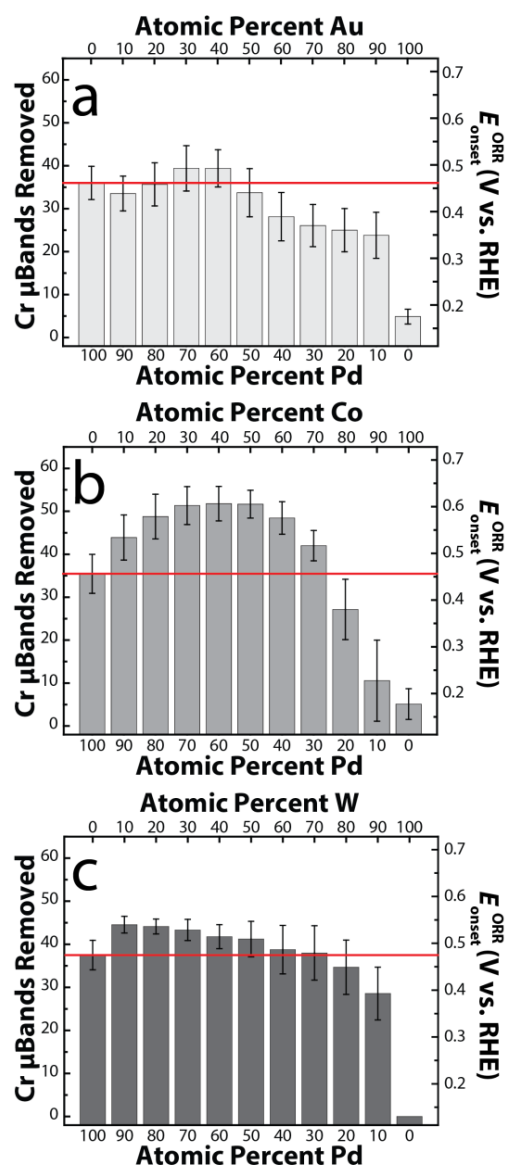 Atomic Percent Au
0 10 20 30 40 50 60 70 80 90 100
a
Cr μBands Removed
60
50
40
30
20
10
0
0.7
0.6
0.5
0.4
0.3
0.2
E ORR onset (V vs. RHE)
100 90 80 70 60 50 40 30 20 10 0
Atomic Percent Pd
Atomic Percent Co
0 10 20 30 40 50 60 70 80 90 100
b
Cr μBands Removed
60
50
40
30
20
10
0
0.7
0.6
0.5
0.4
0.3
0.2
E ORR onset (V vs. RHE)
100 90 80 70 60 50 40 30 20 10 0
Atomic Percent Pd
Atomic Percent W
0 10 20 30 40 50 60 70 80 90 100
c
Cr μBands Removed
60
50
40
30
20
10
0
0.7
0.6
0.5
0.4
0.3
0.2
E ORR onset (V vs. RHE)
100 90 80 70 60 50 40 30 20 10 0
Atomic Percent Pd